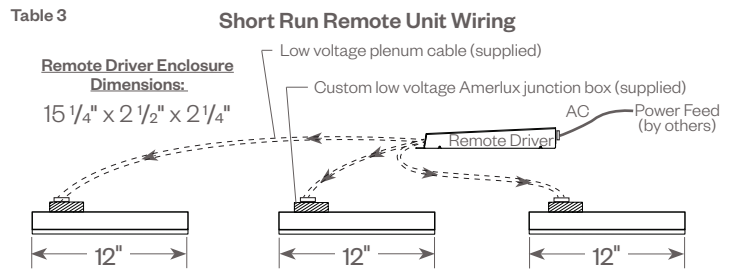 Table 3
Short Run Remote Unit Wiring
Low voltage plenum cable (supplied)
Remote Driver Enclosure
Dimensions:
15 1/4" x 2 1/2" x 2 1/4"
Custom low voltage Amerlux junction box (supplied)
AC
Power Feed
(by others)
Remote Driver
12"
12"
12"